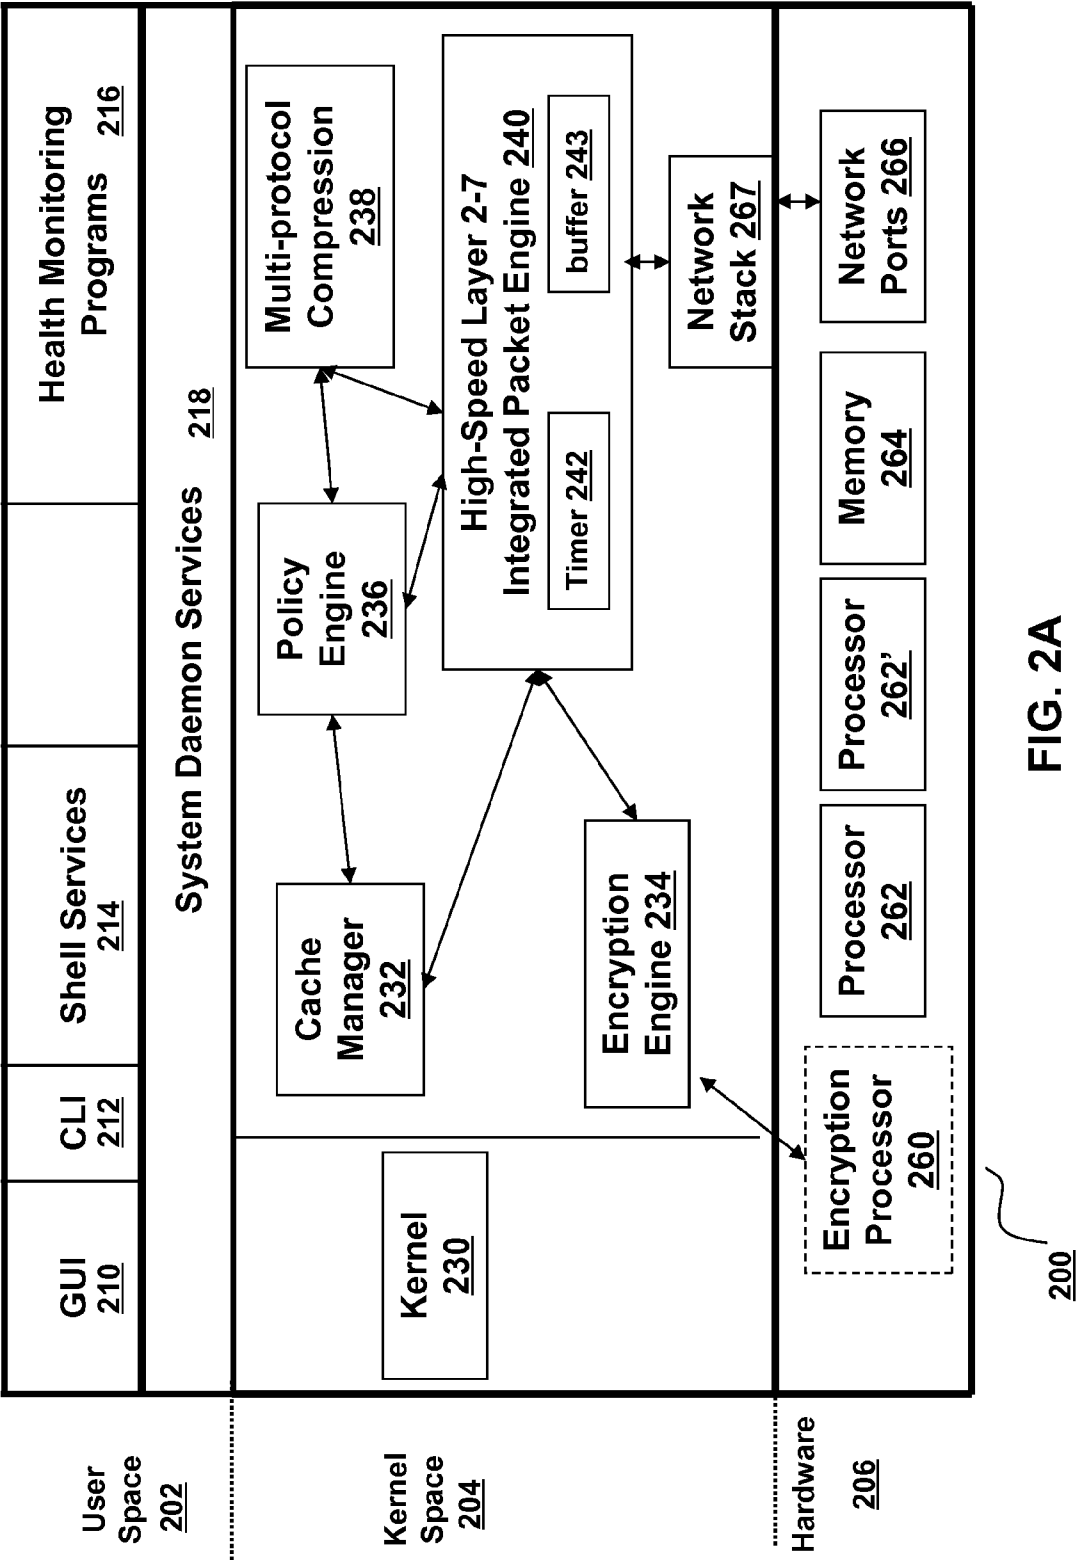 User
Space
202
GUI
210
CLI
212
Shell Services
214
Health Monitoring
Programs 216
System Daemon Services 218
Kernel
Space
204
Kernel
230
Cache
Manager
232
Policy
Engine
236
Multi-protocol
Compression
238
High-Speed Layer 2-7
Integrated Packet Engine 240
Timer 242
buffer 243
Encryption
Engine 234
Network
Stack 267
Hardware
206
Encryption
Processor
260
Processor
262
Processor
262’
Memory
264
Network
Ports 266
200
FIG. 2A